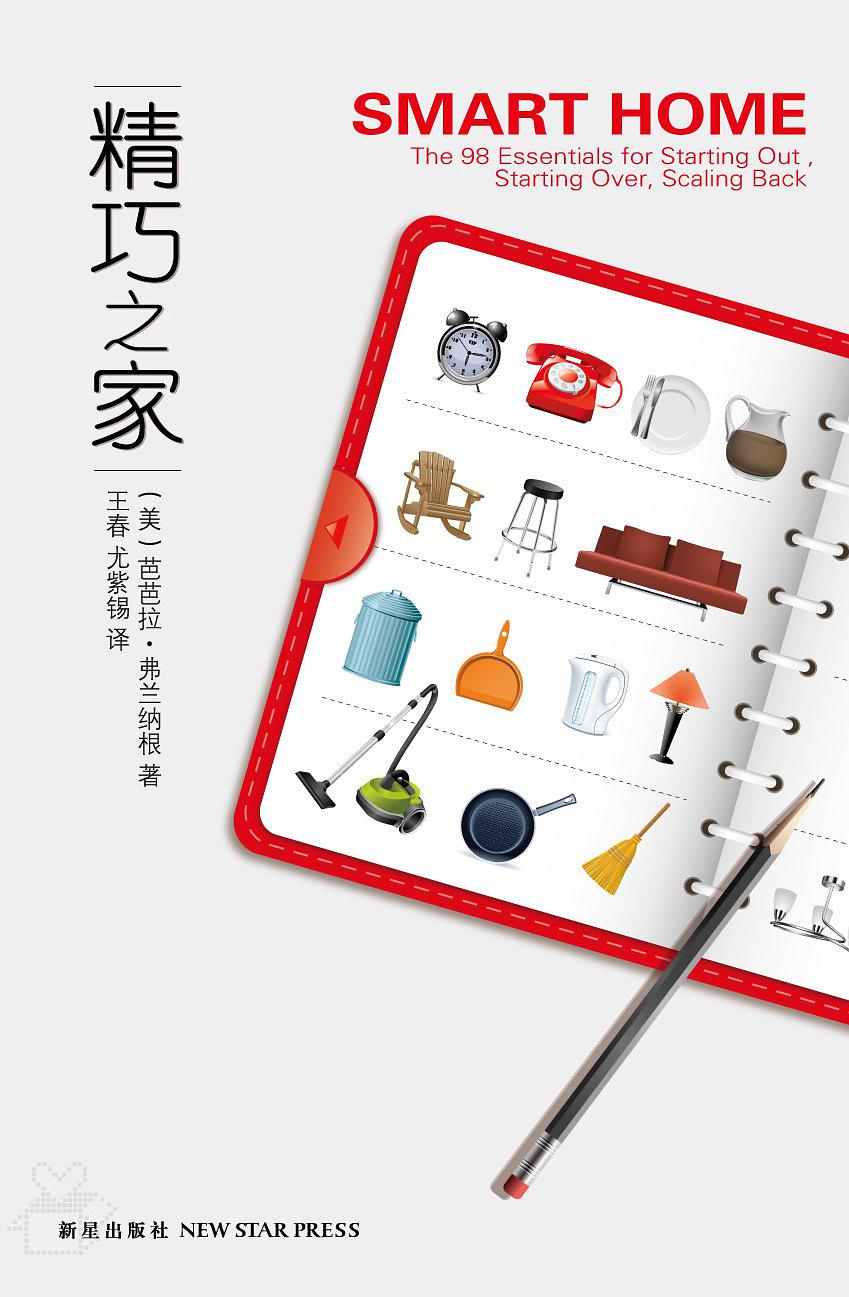 精巧之家
(美)芭芭拉·弗兰纳根 著
王春 尤紫锡 译
SMART HOME
The 98 Essentials for Starting Out ,
Starting Over, Scaling Back
新星出版社 NEW STAR PRESS